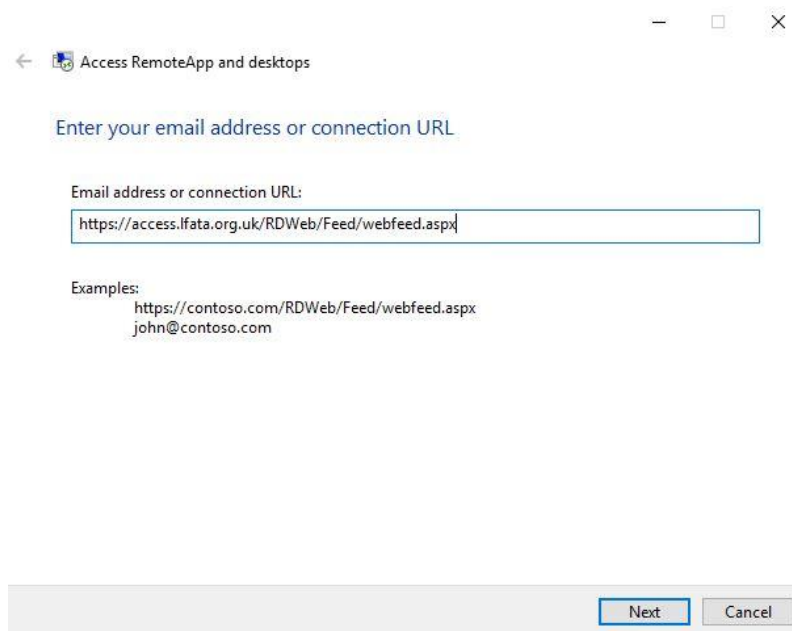 Access RemoteApp and desktops
Enter your email address or connection URL
Email address or connection URL:
https://access.lfata.org.uk/RDWeb/Feed/webfeed.aspx
Examples:
https://contoso.com/RDWeb/Feed/webfeed.aspx
john@contoso.com
Next Cancel